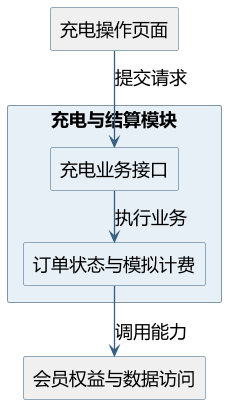 充电操作页面
提交请求
充电与结算模块
充电业务接口
执行业务
订单状态与模拟计费
调用能力
会员权益与数据访问